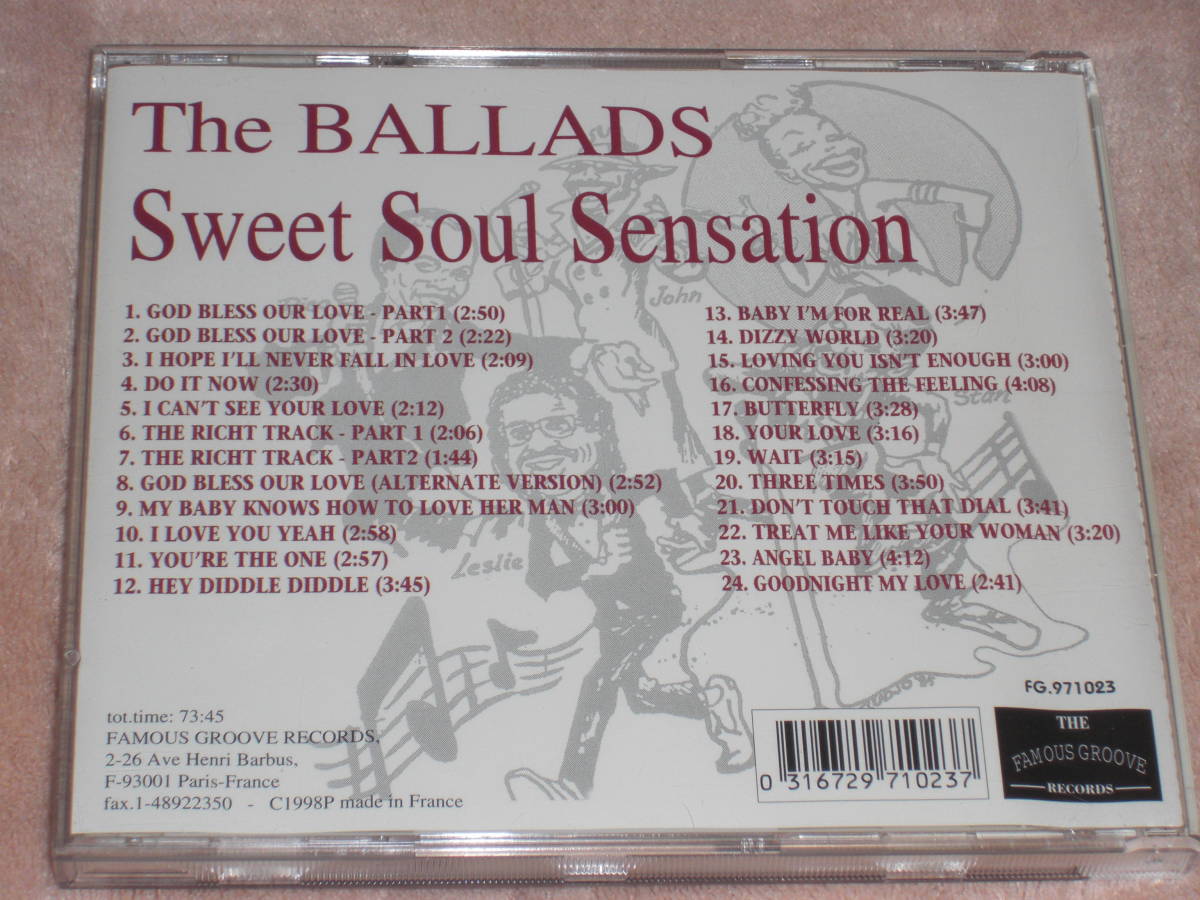 The BALLADS
Sweet Soul Sensation
1. GOD BLESS OUR LOVE - PART1 (2:50)
2. GOD BLESS OUR LOVE - PART 2 (2:22)
3. I HOPE I'LL NEVER FALL IN LOVE (2:09)
4. DO IT NOW (2:30)
5. I CAN'T SEE YOUR LOVE (2:12)
6. THE RICHT TRACK - PART 1 (2:06)
7. THE RICHT TRACK - PART2 (1:44)
8. GOD BLESS OUR LOVE (ALTERNATE VERSION) (2:52)
9. MY BABY KNOWS HOW TO LOVE HER MAN (3:00)
10. I LOVE YOU YEAH (2:58)
11. YOU'RE THE ONE (2:57)
12. HEY DIDDLE DIDDLE (3:45)
13. BABY I'M FOR REAL (3:47)
14. DIZZY WORLD (3:20)
15. LOVING YOU ISN'T ENOUGH (3:00)
16. CONFESSING THE FEELING (4:08)
17. BUTTERFLY (3:28)
18. YOUR LOVE (3:16)
19. WAIT (3:15)
20. THREE TIMES (3:50)
21. DON'T TOUCH THAT DIAL (3:41)
22. TREAT ME LIKE YOUR WOMAN (3:20)
23. ANGEL BABY (4:12)
24. GOODNIGHT MY LOVE (2:41)
John
Leslie
tot.time: 73:45
FAMOUS GROOVE RECORDS,
2-26 Ave Henri Barbus,
F-93001 Paris-France
fax.1-48922350 - C1998P made in France
0 316729 710237
FG.971023
THE
FAMOUS GROOVE
RECORDS